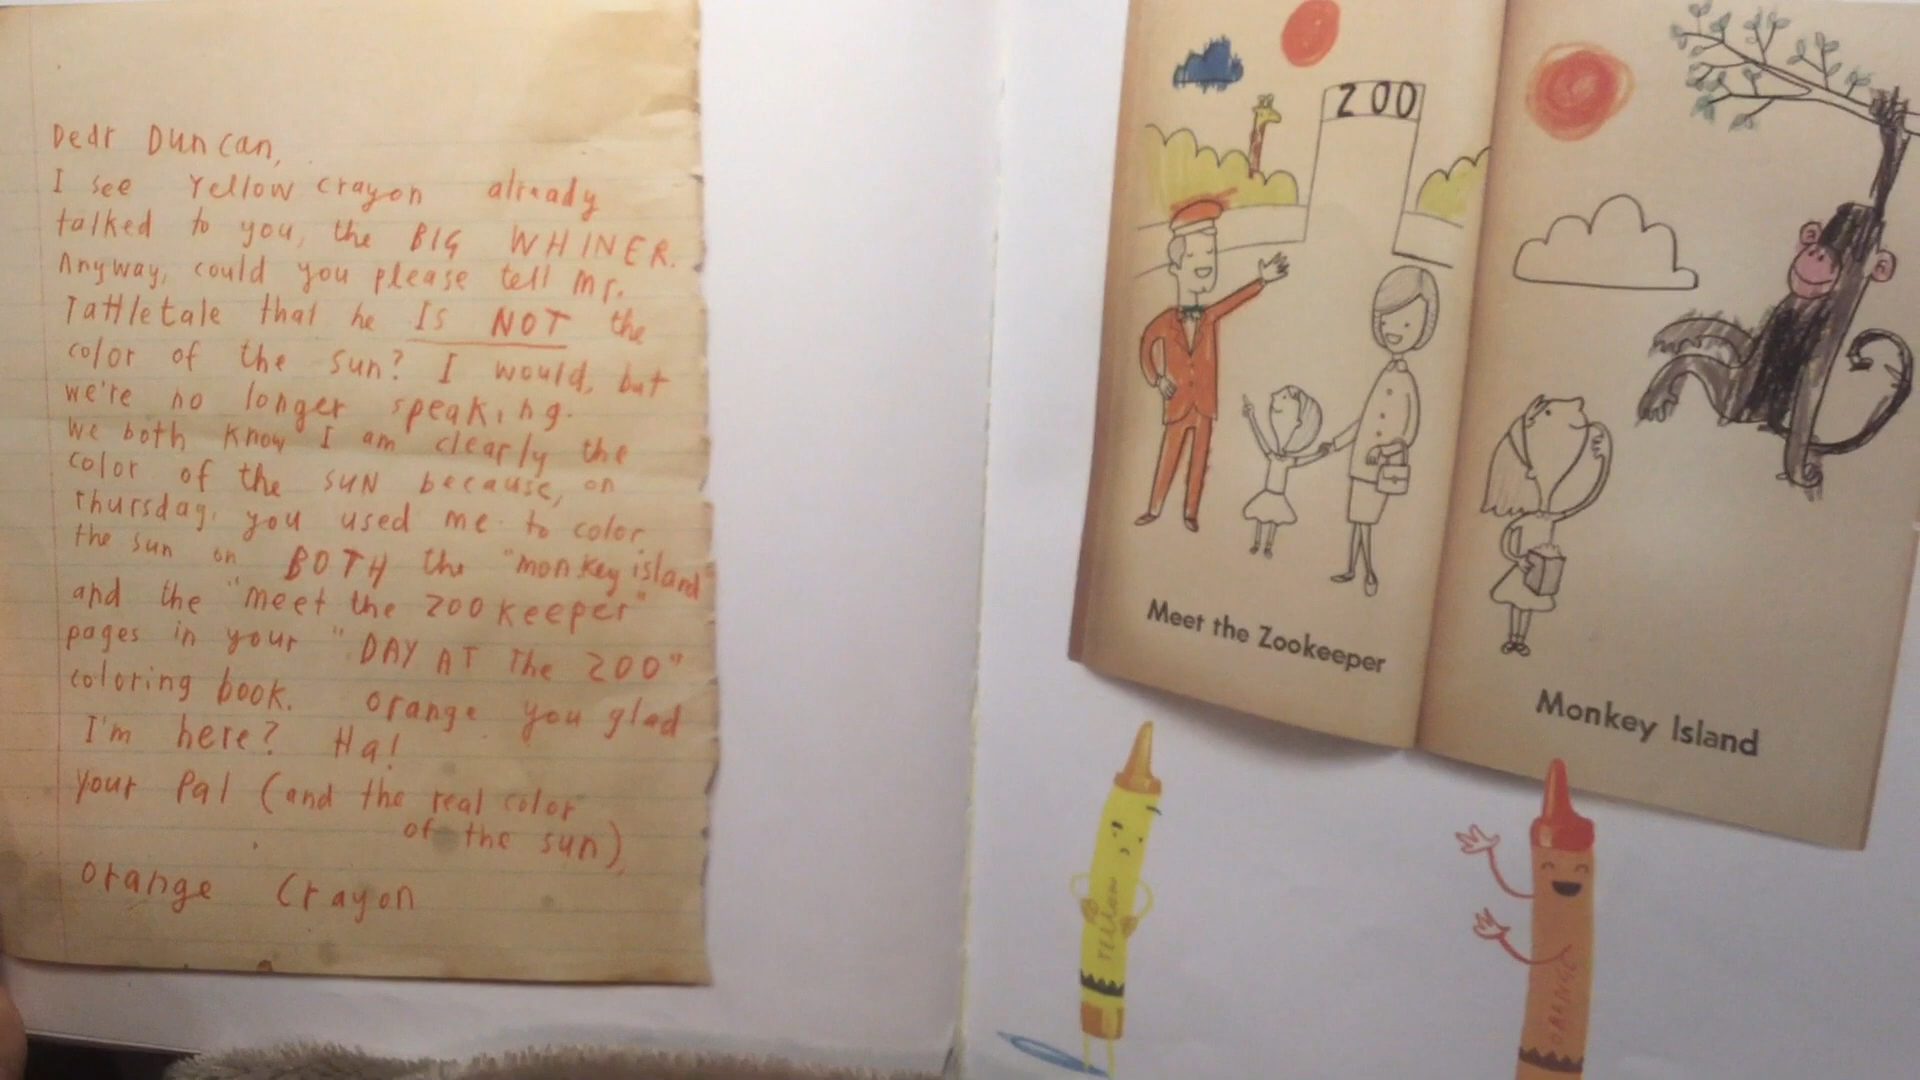 Dear Duncan,
I see Yellow crayon already
talked to you, the BIG WHINER.
Anyway, could you please tell Mr.
Tattletale that he IS NOT the
color of the sun? I would, but
we're no longer speaking.
We both know I am clearly the
color of the SUN because, on
Thursday, you used me to color
the sun on BOTH the "monkey island"
and the "meet the zookeeper"
pages in your "DAY AT The ZOO"
coloring book. orange you glad
I'm here? Ha!
your Pal (and the real color
of the sun),
orange Crayon
ZOO
Meet the Zookeeper
Monkey Island
Yellow
ORANGE